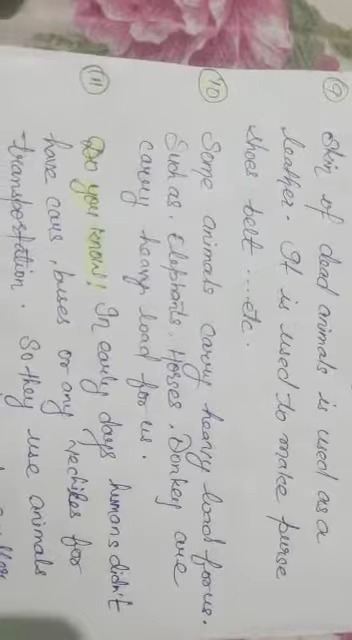 ⑨ Skin of dead animals is used as a
leather. It is used to make purse
shoes belt ... etc.
⑩ Some animals carry heavy load for us.
Such as. Elephants. Horses. Donkey are
carry heavy load for us.
⑪ Do you know! In early days humans didn't
have cars, buses or any vechiles for
transportation. So they use animals